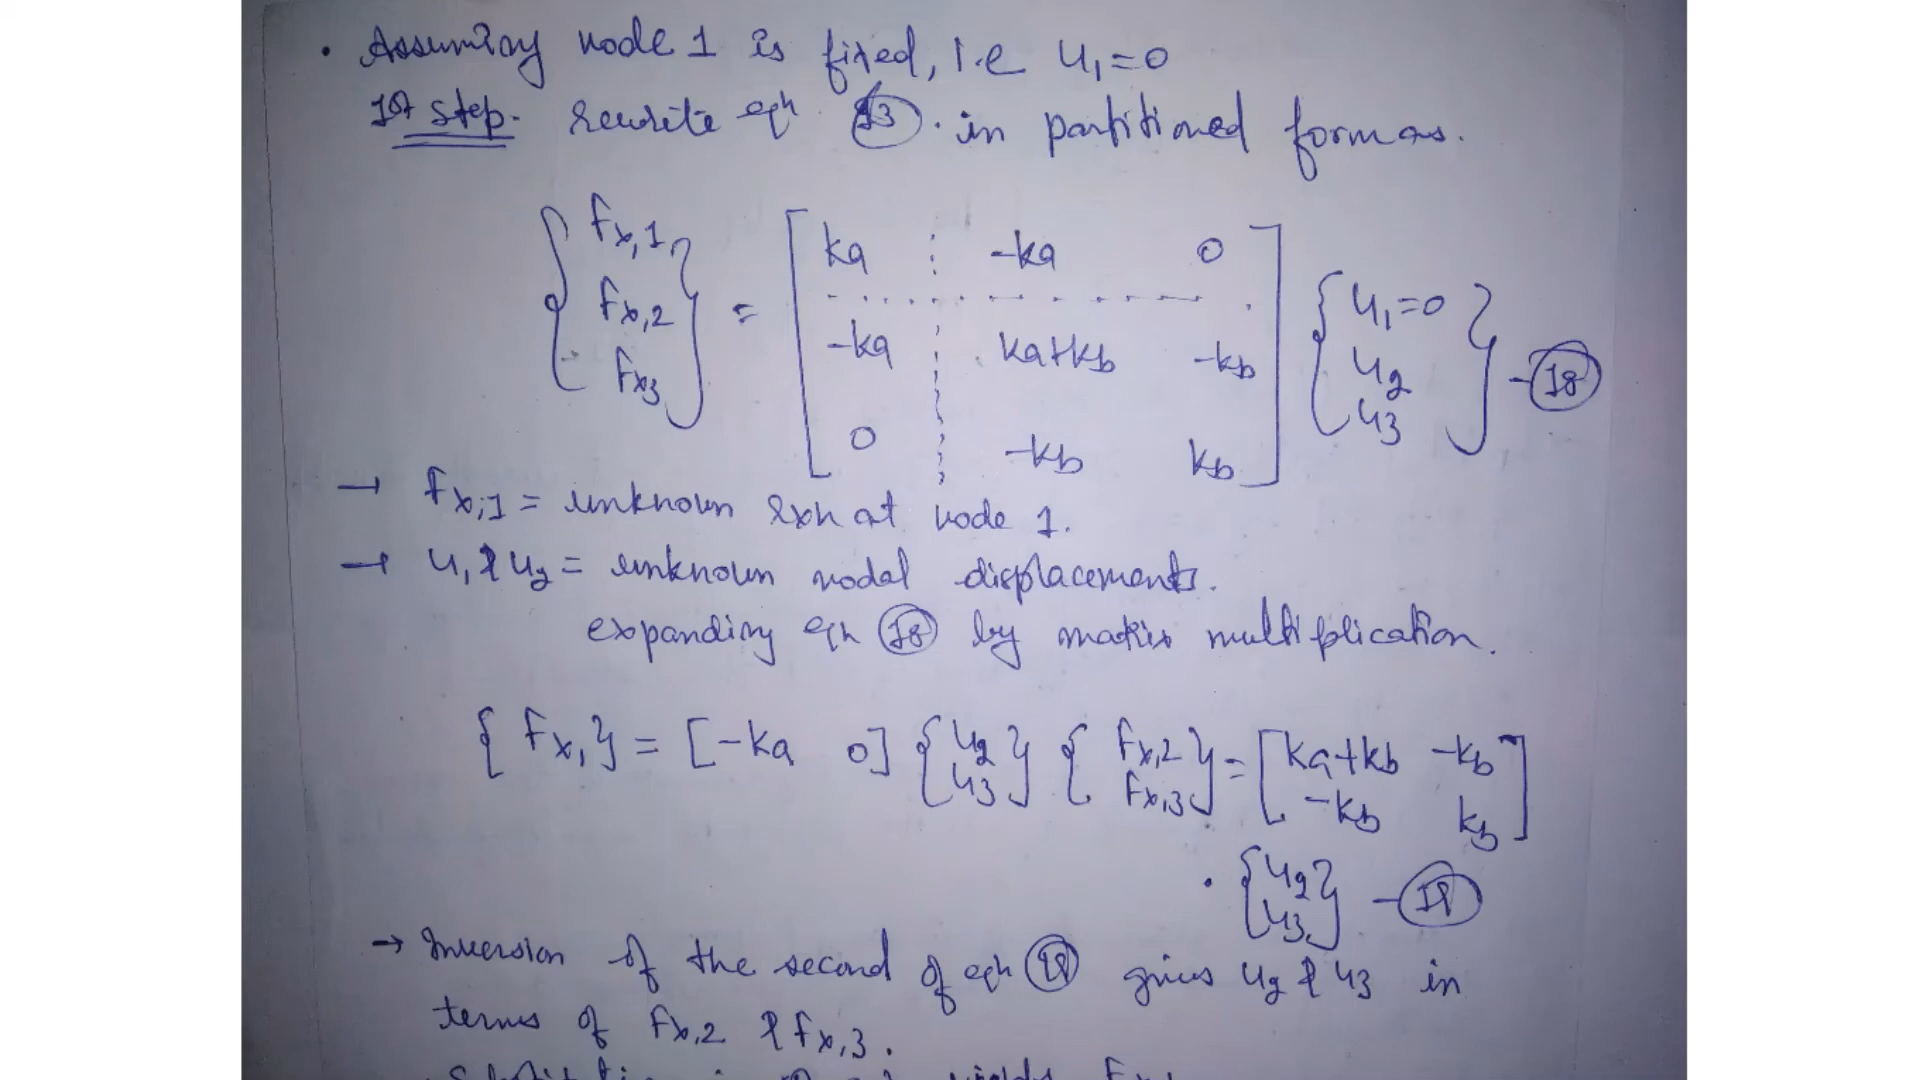 • Assuming node 1 is fixed, i.e u₁=0
1st step. rewrite eqn 13. in partitioned form as.
{ fx,1 fx,2 fx3 } = [ ka ⋮ -ka 0 ; -ka ⋮ ka+kb -kb ; 0 ⋮ -kb kb ] { u₁=0 u₂ u₃ } - 18
→ fx,1 = unknown rxn at node 1.
→ u₁ & u₂ = unknown nodal displacements.
expanding eqn 18 by matrix multiplication.
{ fx,} = [-ka 0] { u₂ u₃ } { fx,2 fx,3 } = [ ka+kb -kb ; -kb kb ]
. { u₂ u₃ } - 19
→ Inversion of the second of eqn 19 gives u₂ & u₃ in
terms of fx,2 & fx,3.